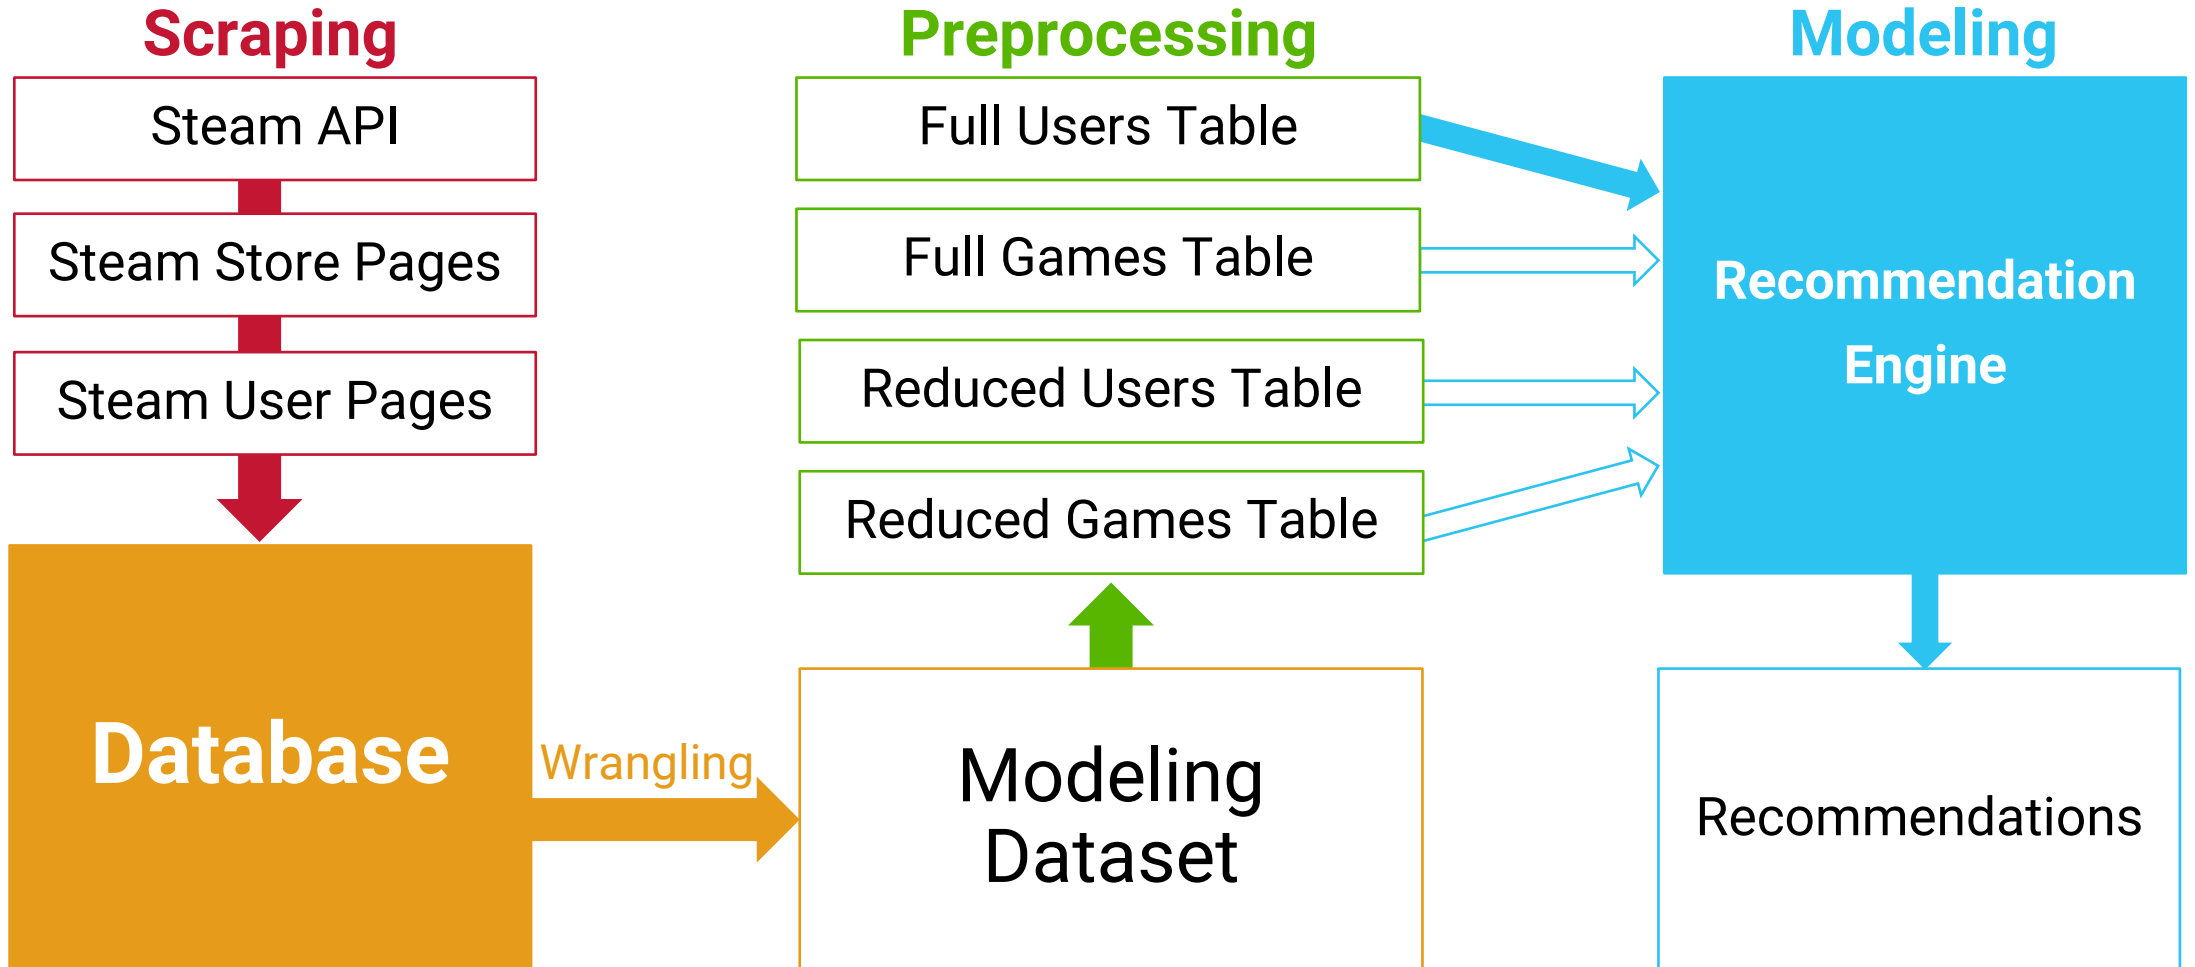 Scraping
Steam API
Steam Store Pages
Steam User Pages
Database
Wrangling
Preprocessing
Full Users Table
Full Games Table
Reduced Users Table
Reduced Games Table
Modeling
Dataset
Modeling
Recommendation
Engine
Recommendations